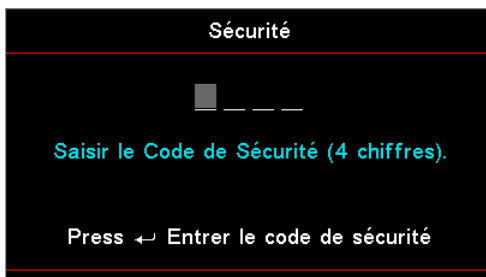 Sécurité
_ _ _ _
Saisir le Code de Sécurité (4 chiffres).
Press ↵ Entrer le code de sécurité